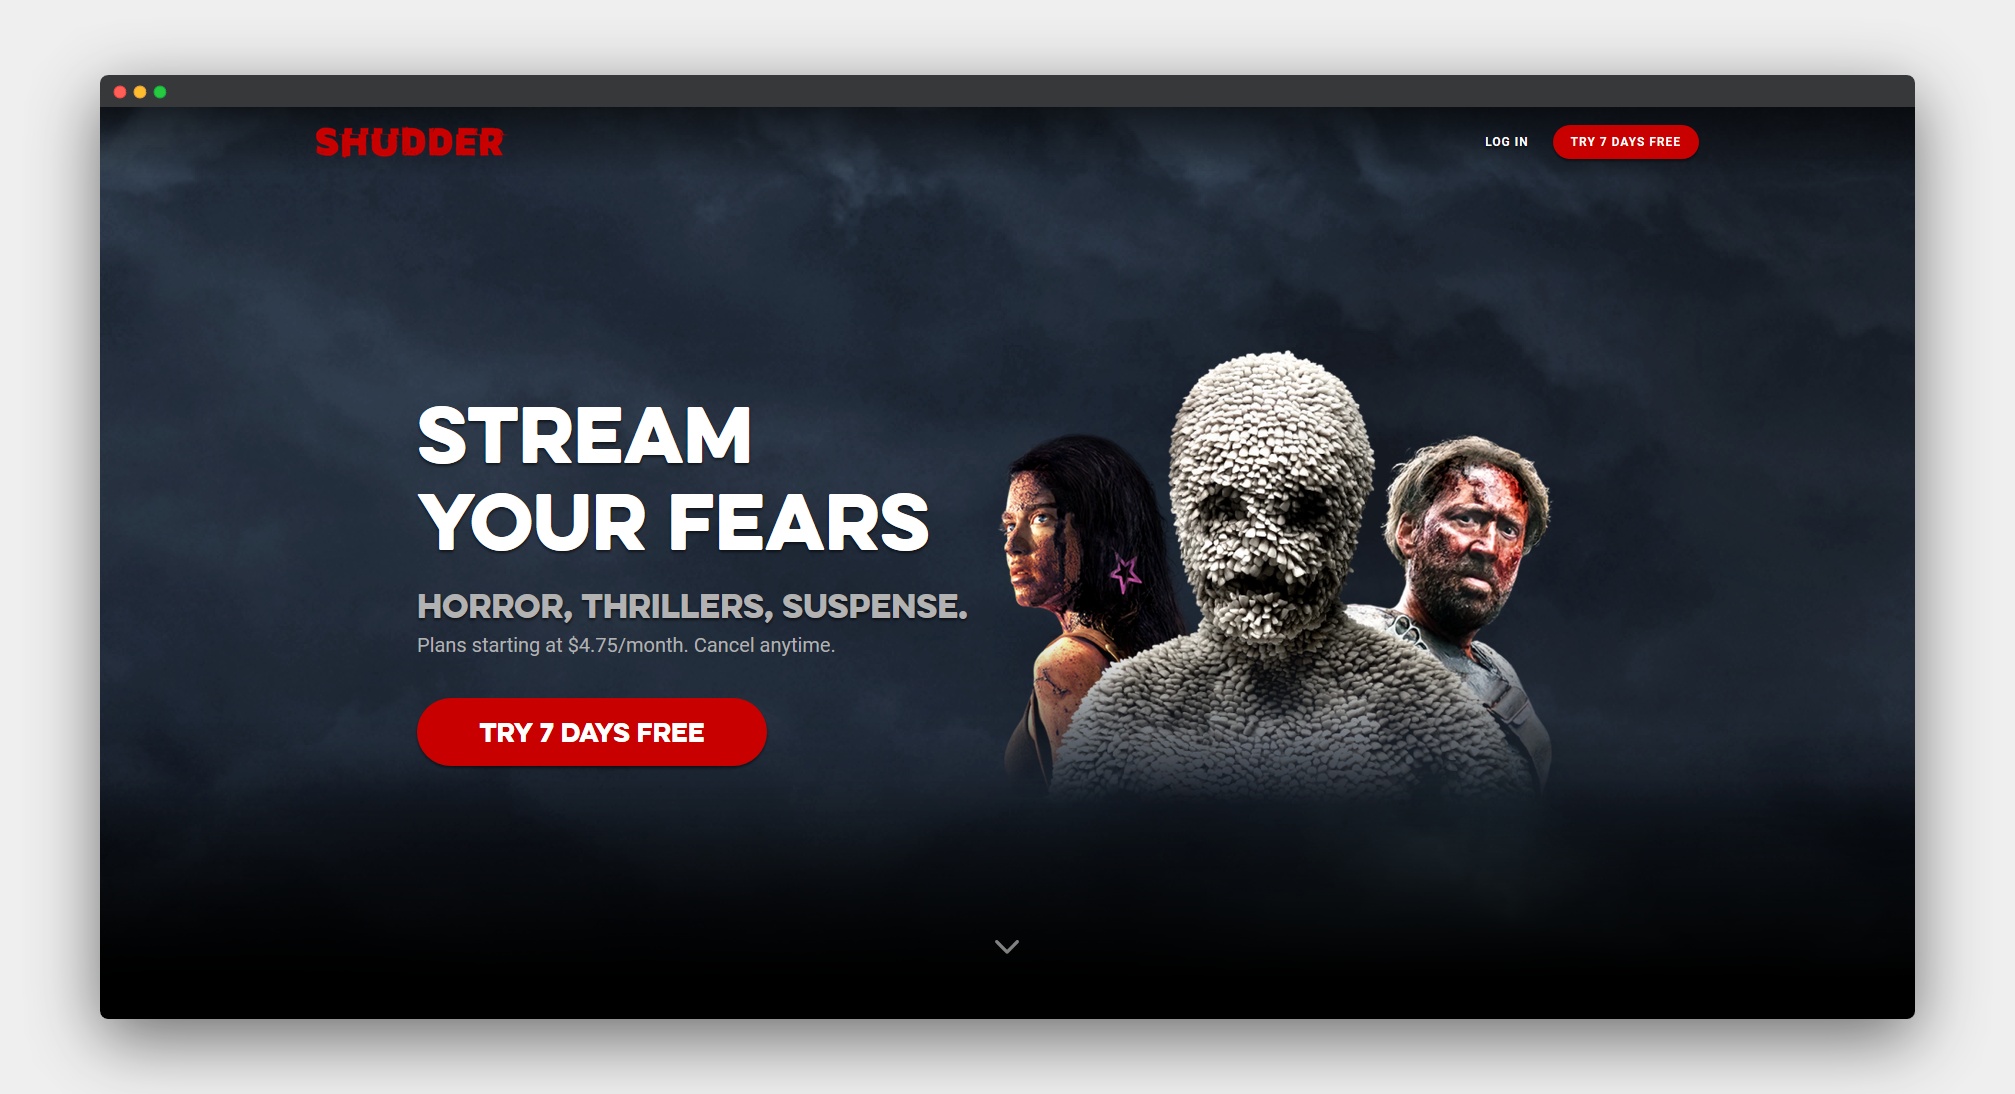 SHUDDER
LOG IN
TRY 7 DAYS FREE
STREAM
YOUR FEARS
HORROR, THRILLERS, SUSPENSE.
Plans starting at $4.75/month. Cancel anytime.
TRY 7 DAYS FREE